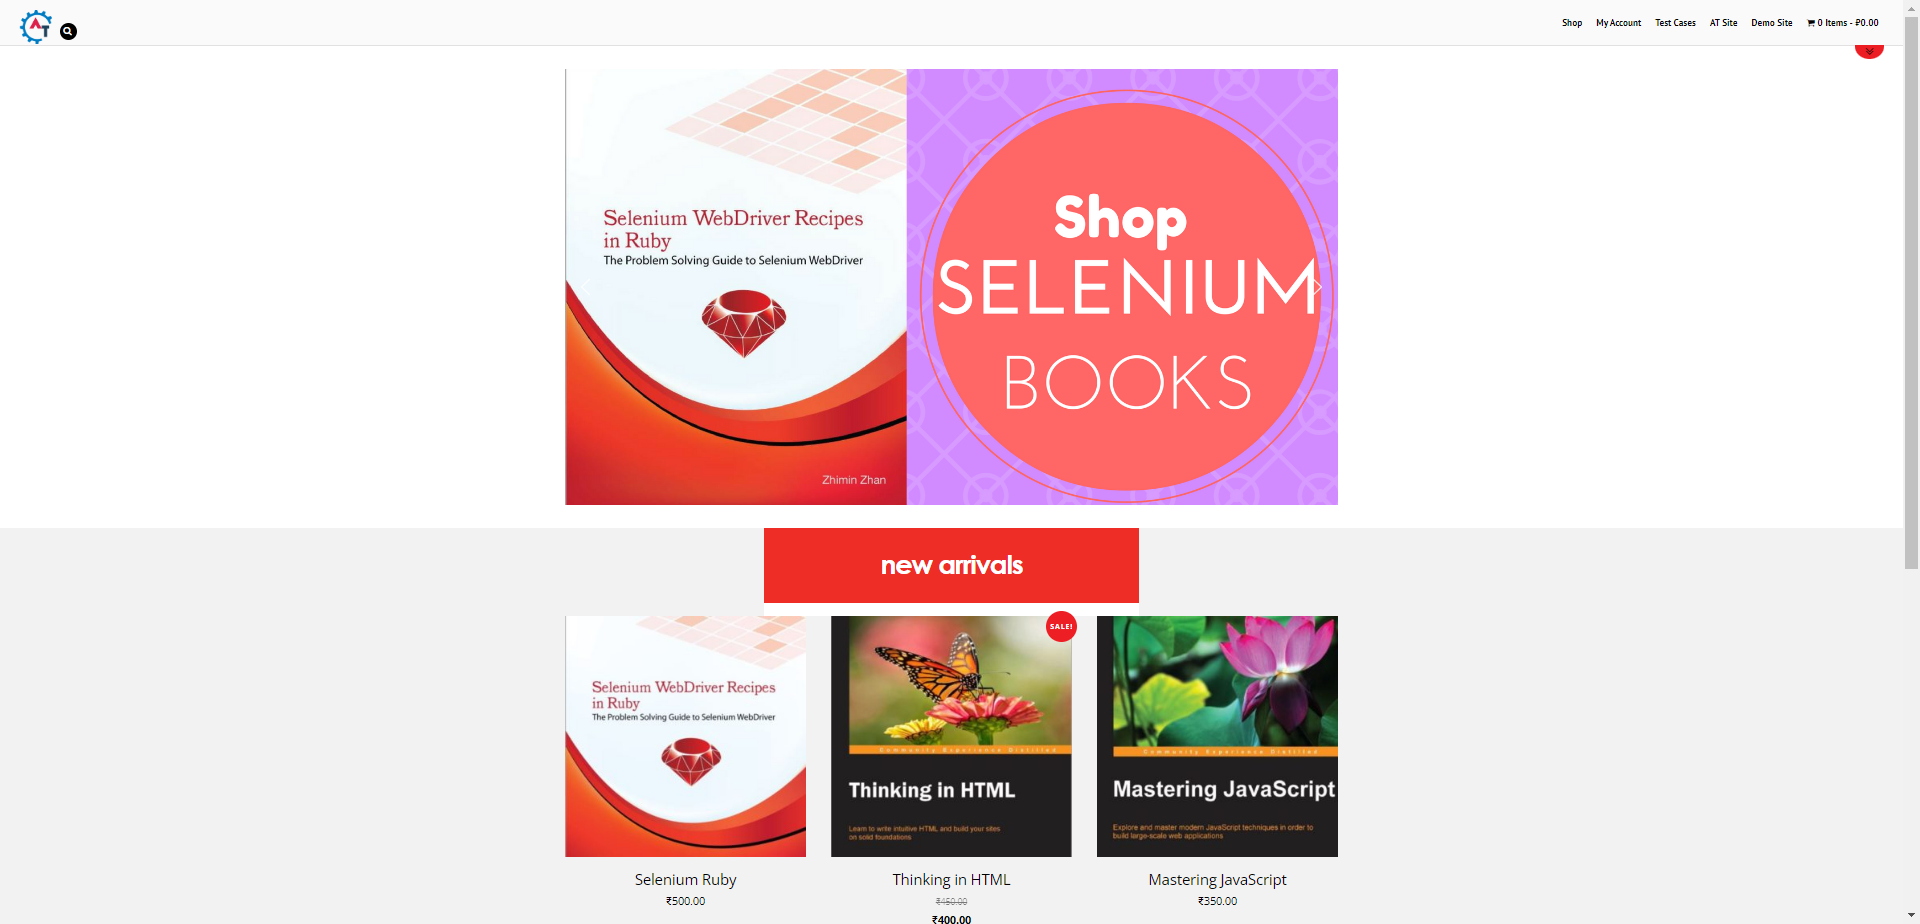 AT
Shop
My Account
Test Cases
AT Site
Demo Site
0 Items - ₽0.00
Selenium WebDriver Recipes
in Ruby
The Problem Solving Guide to Selenium WebDriver
Zhimin Zhan
Shop
SELENIUM
BOOKS
new arrivals
Selenium WebDriver Recipes
in Ruby
The Problem Solving Guide to Selenium WebDriver
Selenium Ruby
₹500.00
SALE!
Community Experience Distilled
Thinking in HTML
Learn to write intuitive HTML and build your sites
on solid foundations
Thinking in HTML
₹450.00
₹400.00
Community Experience Distilled
Mastering JavaScript
Explore and master modern JavaScript techniques in order to
build large-scale web applications
Mastering JavaScript
₹350.00